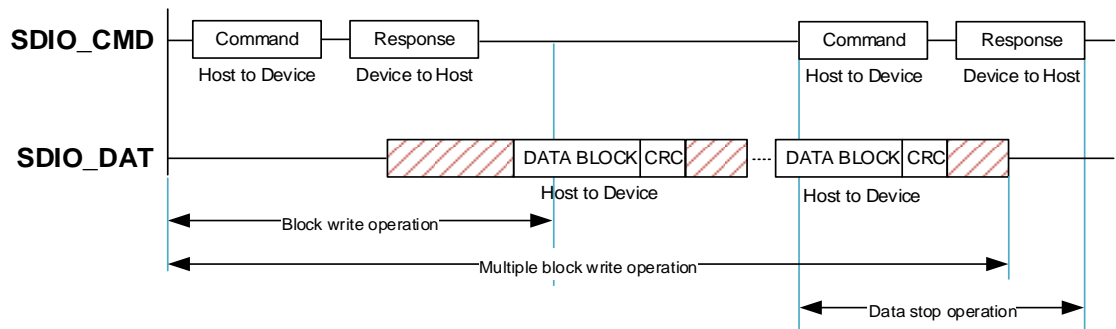 SDIO_CMD
Command
Response
Command
Response
Host to Device
Device to Host
Host to Device
Device to Host
SDIO_DAT
DATA BLOCK
CRC
DATA BLOCK
CRC
Host to Device
Host to Device
Block write operation
Multiple block write operation
Data stop operation